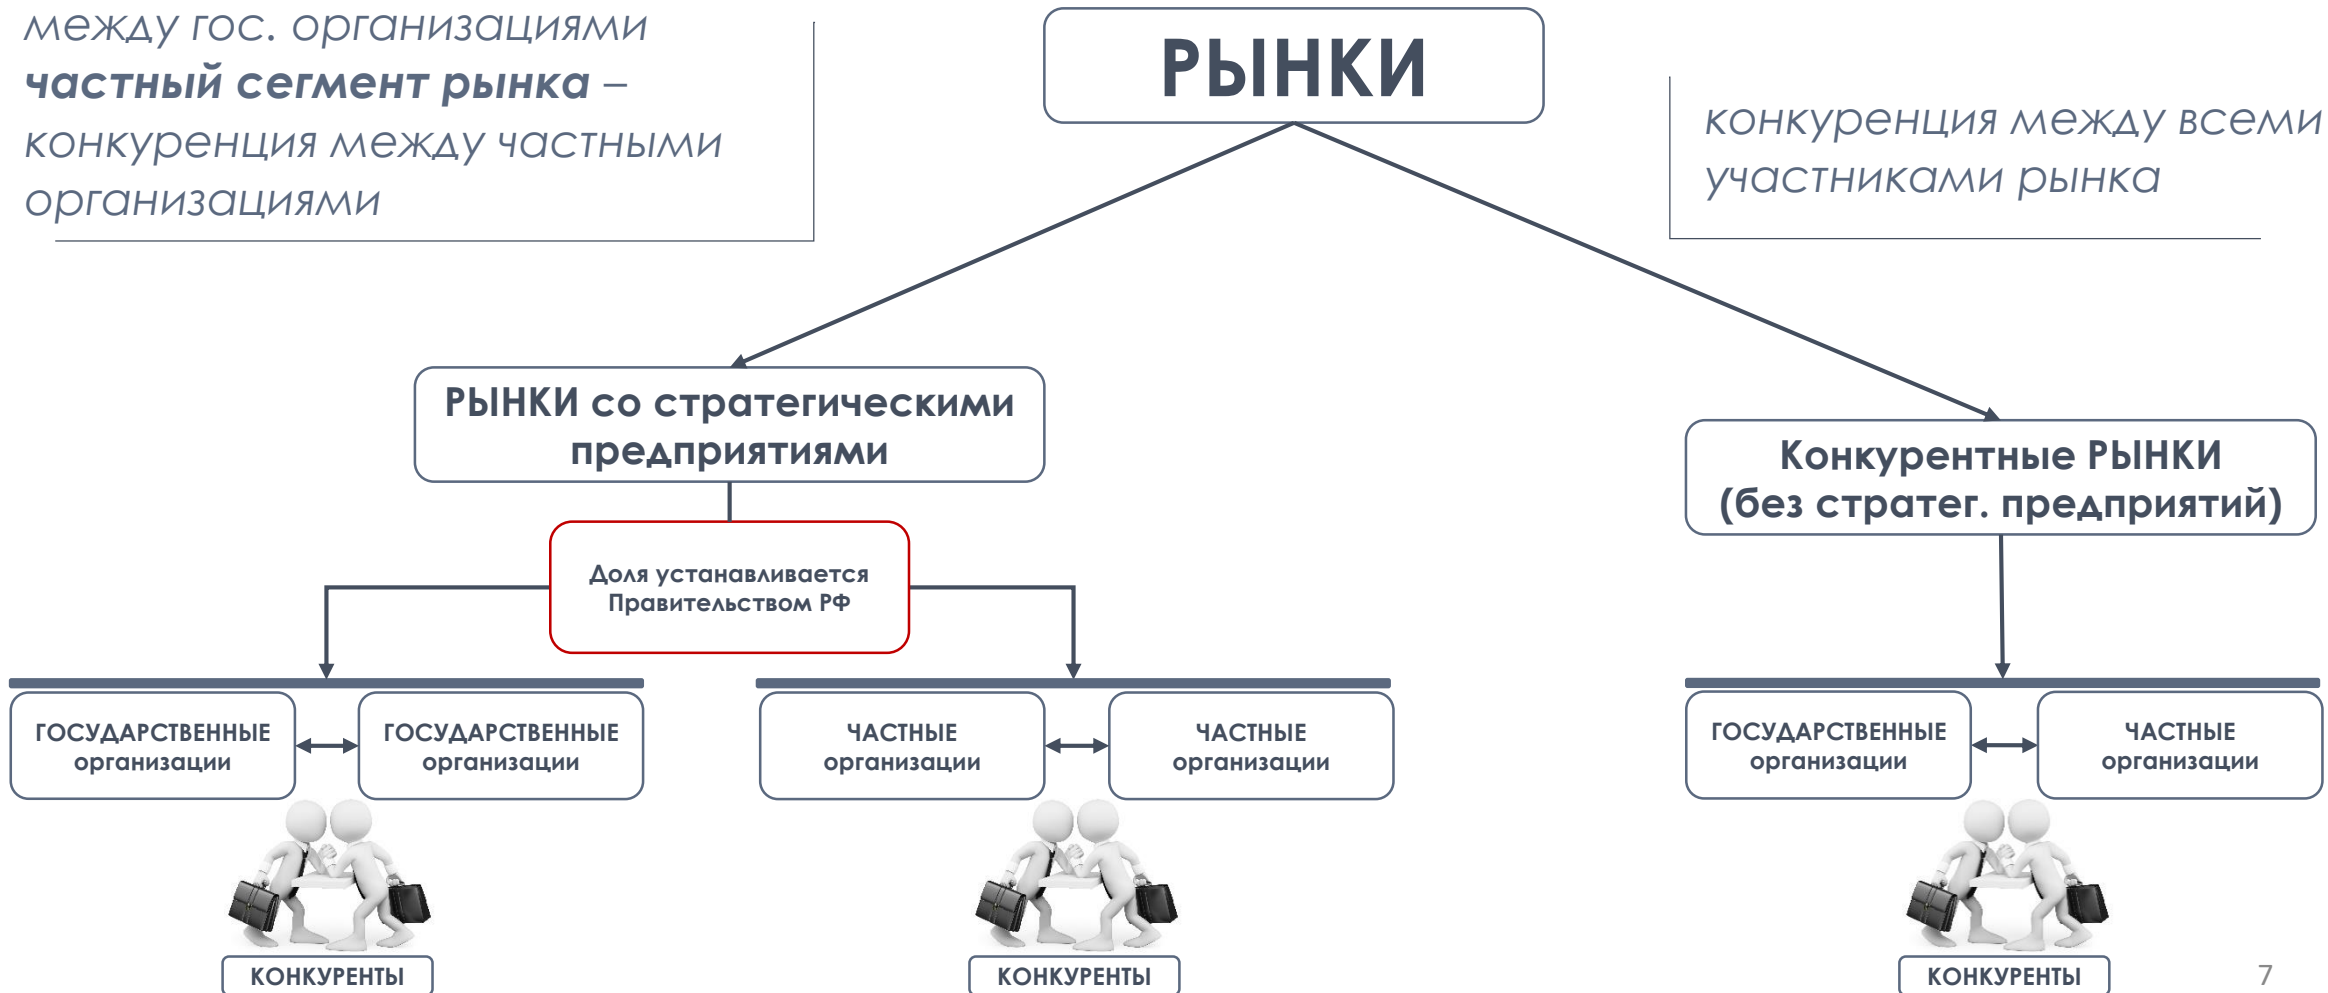 между гос. организациями
частный сегмент рынка –
конкуренция между частными
организациями
РЫНКИ
конкуренция между всеми
участниками рынка
РЫНКИ со стратегическими
предприятиями
Конкурентные РЫНКИ
(без стратег. предприятий)
Доля устанавливается
Правительством РФ
ГОСУДАРСТВЕННЫЕ
организации
ГОСУДАРСТВЕННЫЕ
организации
ЧАСТНЫЕ
организации
ЧАСТНЫЕ
организации
ГОСУДАРСТВЕННЫЕ
организации
ЧАСТНЫЕ
организации
КОНКУРЕНТЫ
КОНКУРЕНТЫ
КОНКУРЕНТЫ
7